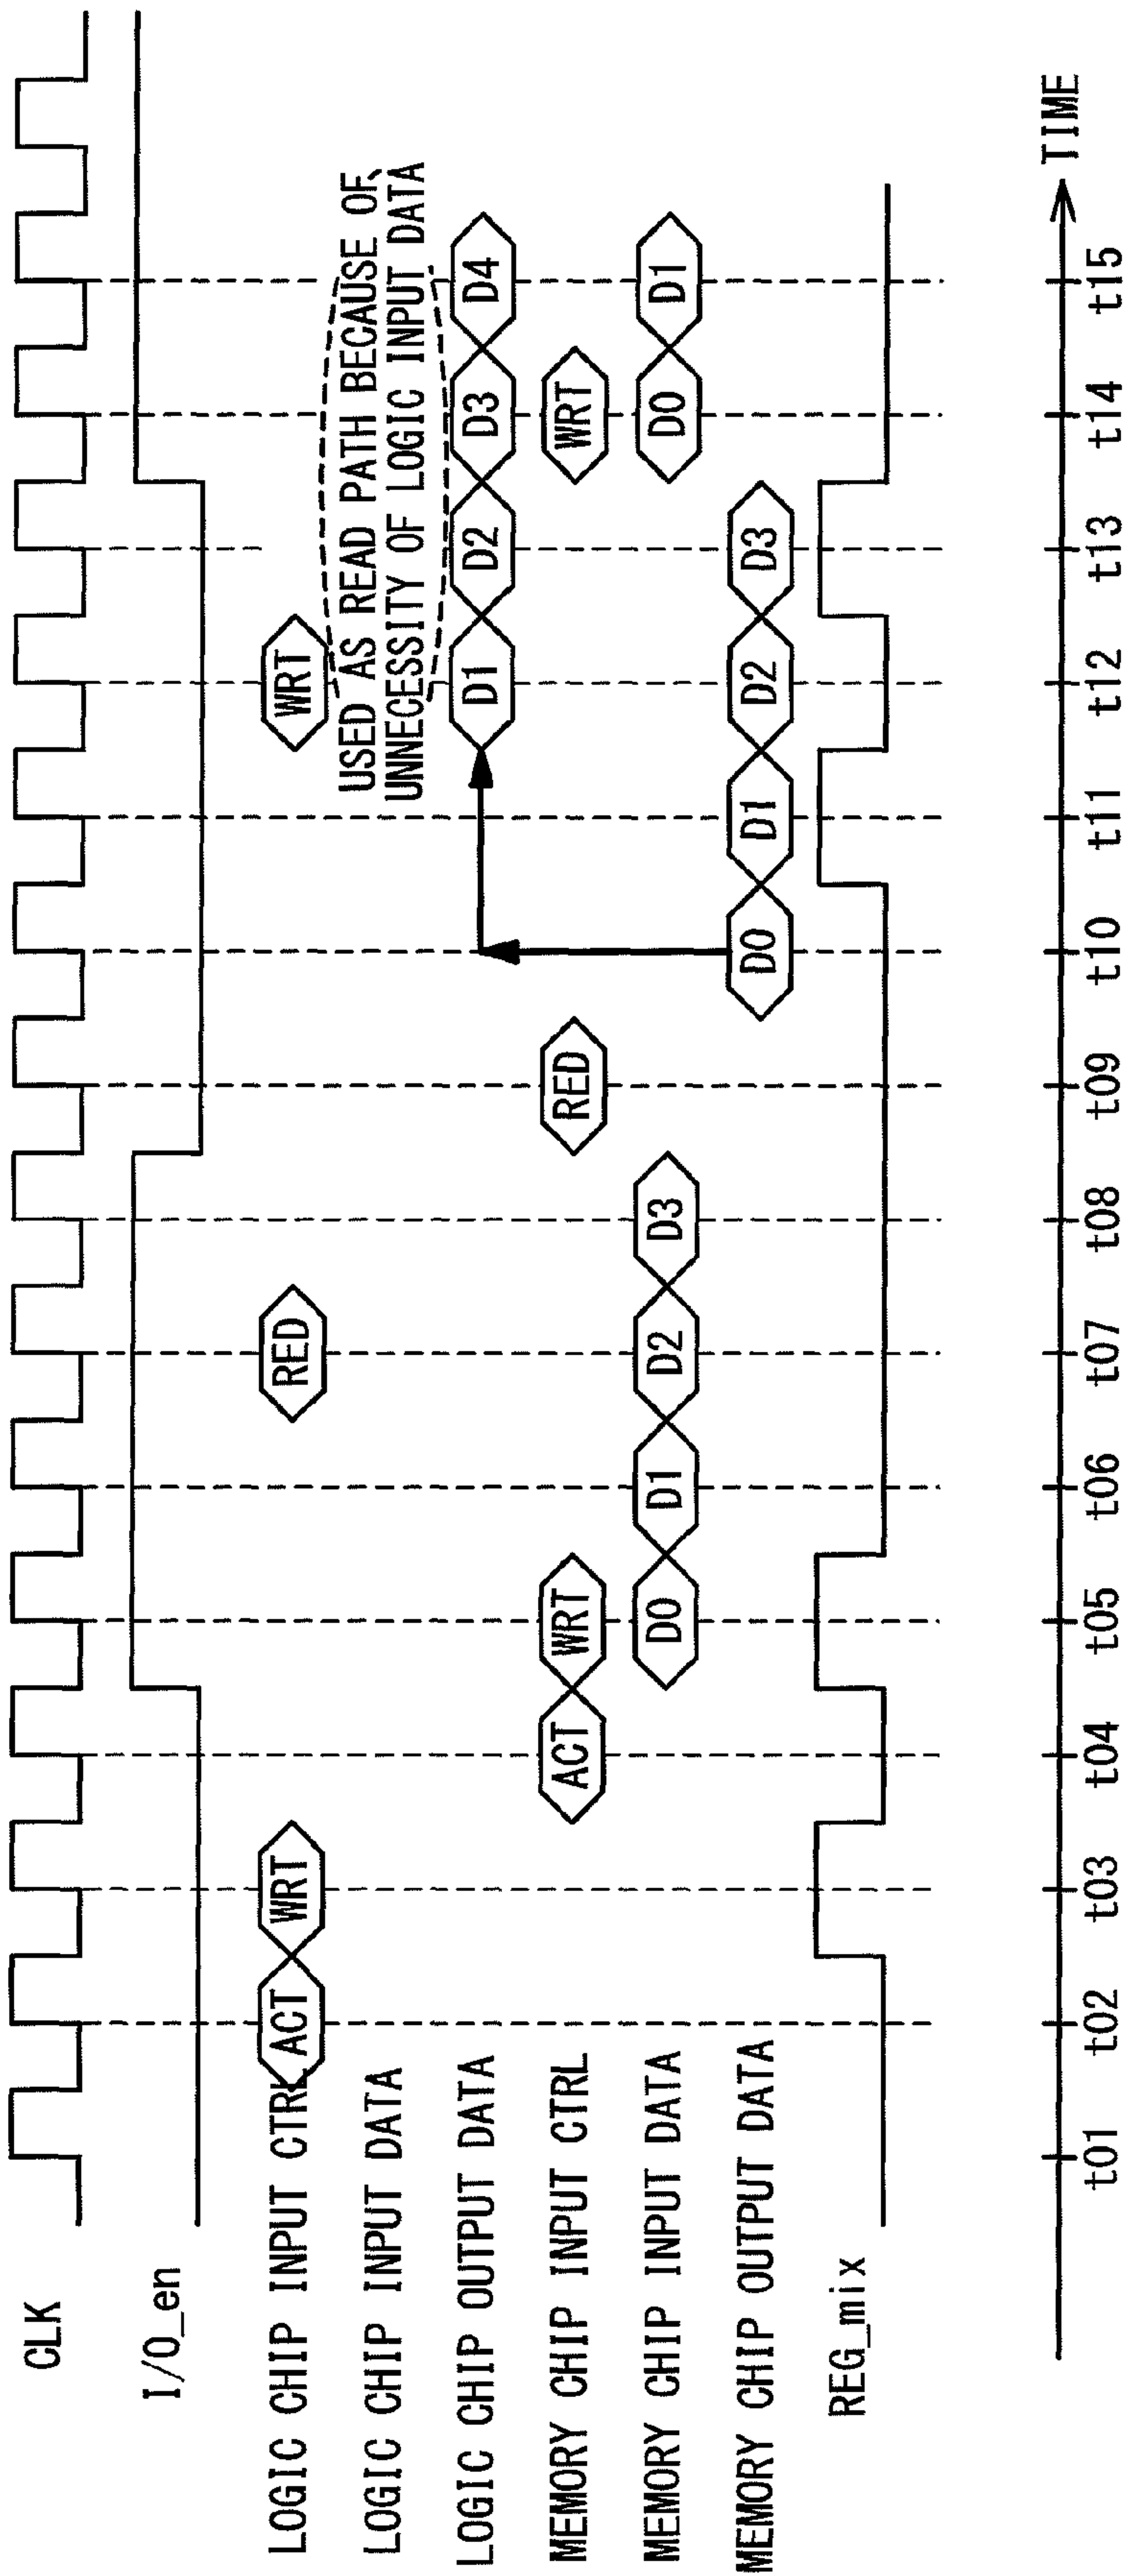 CLK
I/O_en
LOGIC CHIP INPUT CTRL ACT WRT RED WRT
USED AS READ PATH BECAUSE OF
UNNECESSITY OF LOGIC INPUT DATA
LOGIC CHIP INPUT DATA
LOGIC CHIP OUTPUT DATA D1 D2 D3 D4
MEMORY CHIP INPUT CTRL ACT WRT RED WRT
MEMORY CHIP INPUT DATA D0 D1 D2 D3 D0 D1
MEMORY CHIP OUTPUT DATA D0 D1 D2 D3
REG_mix
TIME
t01 t02 t03 t04 t05 t06 t07 t08 t09 t10 t11 t12 t13 t14 t15